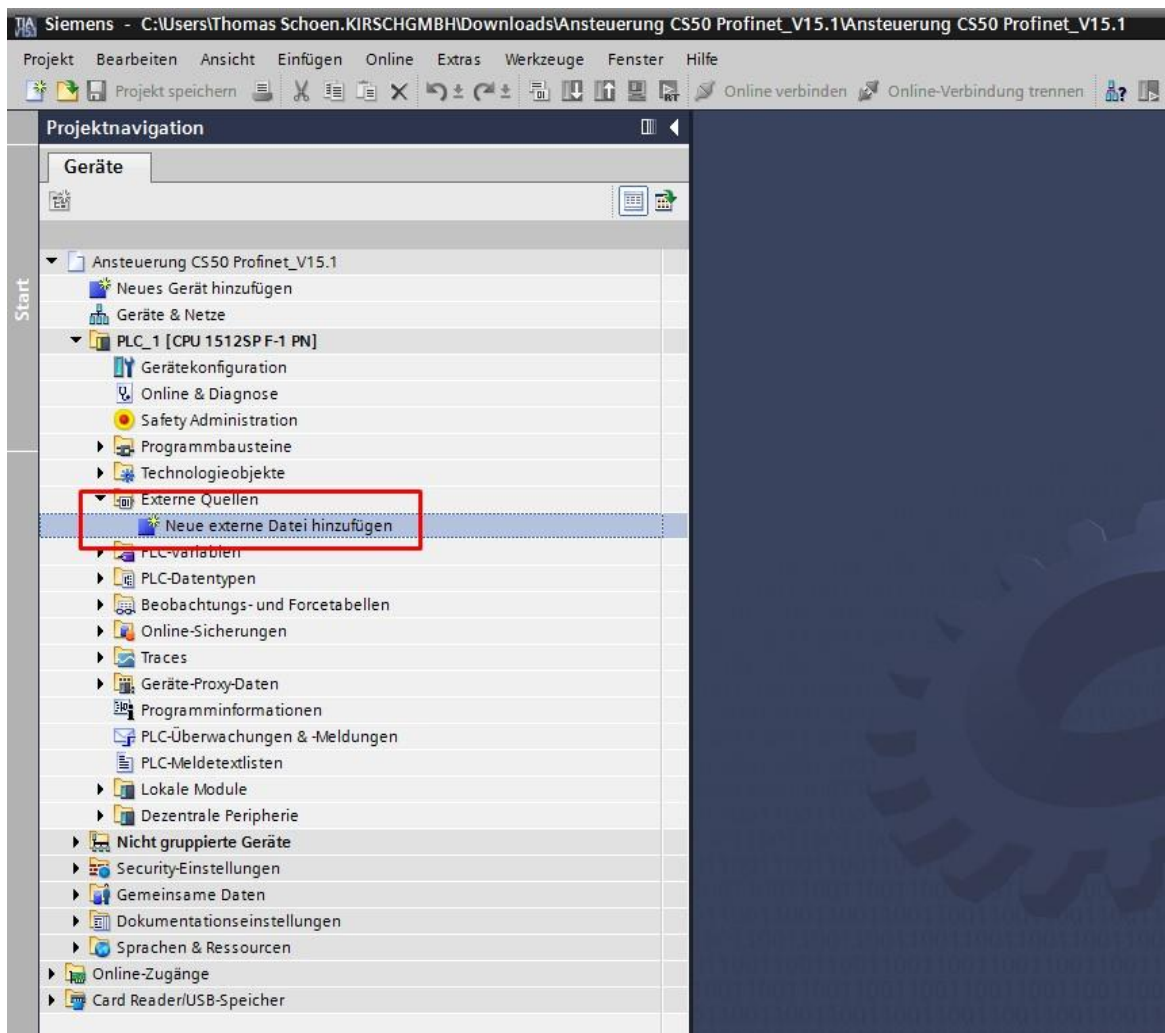 Siemens - C:\Users\Thomas Schoen.KIRSCHGMBH\Downloads\Ansteuerung CS50 Profinet_V15.1\Ansteuerung CS50 Profinet_V15.1
Projekt Bearbeiten Ansicht Einfügen Online Extras Werkzeuge Fenster Hilfe
Projekt speichern Online verbinden Online-Verbindung trennen
Projektnavigation
Geräte
Start
Ansteuerung CS50 Profinet_V15.1
Neues Gerät hinzufügen
Geräte & Netze
PLC_1 [CPU 1512SP F-1 PN]
Gerätekonfiguration
Online & Diagnose
Safety Administration
Programmbausteine
Technologieobjekte
Externe Quellen
Neue externe Datei hinzufügen
PLC-Variablen
PLC-Datentypen
Beobachtungs- und Forcetabellen
Online-Sicherungen
Traces
Geräte-Proxy-Daten
Programminformationen
PLC-Überwachungen & -Meldungen
PLC-Meldetextlisten
Lokale Module
Dezentrale Peripherie
Nicht gruppierte Geräte
Security-Einstellungen
Gemeinsame Daten
Dokumentationseinstellungen
Sprachen & Ressourcen
Online-Zugänge
Card Reader/USB-Speicher